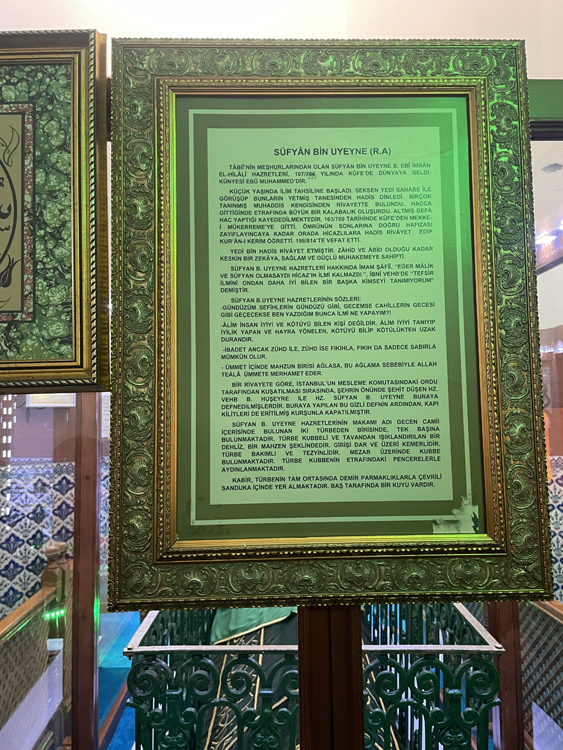 SÜFYÂN BİN UYEYNE (R.A)
TÂBİÎ'NİN MEŞHURLARINDAN OLAN SÜFYÂN BİN UYEYNE B. EBÎ İMRÂN
EL-HİLÂLÎ HAZRETLERİ, 107/786 YILINDA KÜFE'DE DÜNYAYA GELDİ.
KÜNYESİ EBÛ MUHAMMED'DİR.
KÜÇÜK YAŞINDA İLİM TAHSİLİNE BAŞLADI. SEKSEN YEDİ SAHÂBE İLE
GÖRÜŞÜP BUNLARIN YETMİŞ TANESİNDEN HADİS DİNLEDİ. BİRÇOK
TANINMIŞ MUHADDİS KENDİSİNDEN RİVAYETTE BULUNDU. HACCA
GİTTİĞİNDE ETRAFINDA BÜYÜK BİR KALABALIK OLUŞURDU. ALTMIŞ DEFA
HAC YAPTIĞI KAYEDEDİLMEKTEDİR. 163/780 TARİHİNDE KÜFE'DEN MEKKE-
İ MÜKERREME'YE GİTTİ. ÖMRÜNÜN SONLARINA DOĞRU HAFIZASI
ZAYIFLAYINCAYA KADAR ORADA HİCAZLILARA HADİS RİVÂYET EDİP
KUR'ÂN-I KERİM ÖĞRETTİ. 198/814'TE VEFAT ETTİ.
YEDİ BİN HADİS RİVÂYET ETMİŞTİR. ZÂHİD VE ÂBİD OLDUĞU KADAR
KESKİN BİR ZEKÂYA, SAĞLAM VE GÜÇLÜ MUHAKEMEYE SAHİPTİ.
SÜFYAN B. UYEYNE HAZRETLERİ HAKKINDA İMAM ŞÂFİÎ, "EĞER MÂLİK
VE SÜFYAN OLMASAYDI HİCAZ'IN İLMİ KALMAZDI.", İBNİ VEHB'DE "TEFSİR
İLMİNİ ONDAN DAHA İYİ BİLEN BİR BAŞKA KİMSEYİ TANIMIYORUM"
DEMİŞTİR.
SÜFYAN B.UYEYNE HAZRETLERİNİN SÖZLERİ:
-GÜNDÜZÜM SEFİHLERİN GÜNDÜZÜ GİBİ, GECEMSE CAHİLLERİN GECESİ
GİBİ GEÇECEKSE BEN YAZDIĞIM BUNCA İLMİ NE YAPAYIM?!
-ÂLİM İNSAN İYİYİ VE KÖTÜYÜ BİLEN KİŞİ DEĞİLDİR. ALİM İYİYİ TANIYIP
İYİLİK YAPAN VE HAYRA YÖNELEN, KÖTÜYÜ BİLİP KÖTÜLÜKTEN UZAK
DURANDIR.
-İBADET ANCAK ZÜHD İLE, ZÜHD İSE FIKIHLA, FIKIH DA SADECE SABIRLA
MÜMKÜN OLUR.
- ÜMMET İÇİNDE MAHZUN BİRİSİ AĞLASA, BU AĞLAMA SEBEBİYLE ALLAH
TEÂLÂ ÜMMETE MERHAMET EDER.
BİR RİVAYETE GÖRE, İSTANBUL'UN MESLEME KOMUTASINDAKİ ORDU
TARAFINDAN KUŞATILMASI SIRASINDA, ŞEHRİN ÖNÜNDE ŞEHİT DÜŞEN HZ.
VEHB B. HUŞEYRE İLE HZ. SÜFYAN B. UYEYNE BURAYA
DEFNEDİLMİŞLERDİR. BURAYA YAPILAN BU GİZLİ DEFNİN ARDINDAN, KAPI
KİLİTLERİ DE ERİTİLMİŞ KURŞUNLA KAPATILMIŞTIR.
SÜFYAN B. UYEYNE HAZRETLERİNİN MAKAMI ADI GEÇEN CAMİİ
İÇERİSİNDE BULUNAN İKİ TÜRBEDEN BİRİSİNDE, TEK BAŞINA
BULUNMAKTADIR. TÜRBE KUBBELİ VE TAVANDAN IŞIKLANDIRILAN BİR
DEHLİZ, BİR MAHZEN ŞEKLİNDEDİR. GİRİŞİ DAR VE ÜZERİ KEMERLİDİR.
TÜRBE BAKIMLI VE TEZYİNLİDİR. MEZAR ÜZERİNDE KUBBE
BULUNMAKTADIR. TÜRBE KUBBENİN ETRAFINDAKİ PENCERELERLE
AYDINLANMAKTADIR.
KABİR, TÜRBENİN TAM ORTASINDA DEMİR PARMAKLIKLARLA ÇEVRİLİ
SANDUKA İÇİNDE YER ALMAKTADIR. BAŞ TARAFINDA BİR KUYU VARDIR.